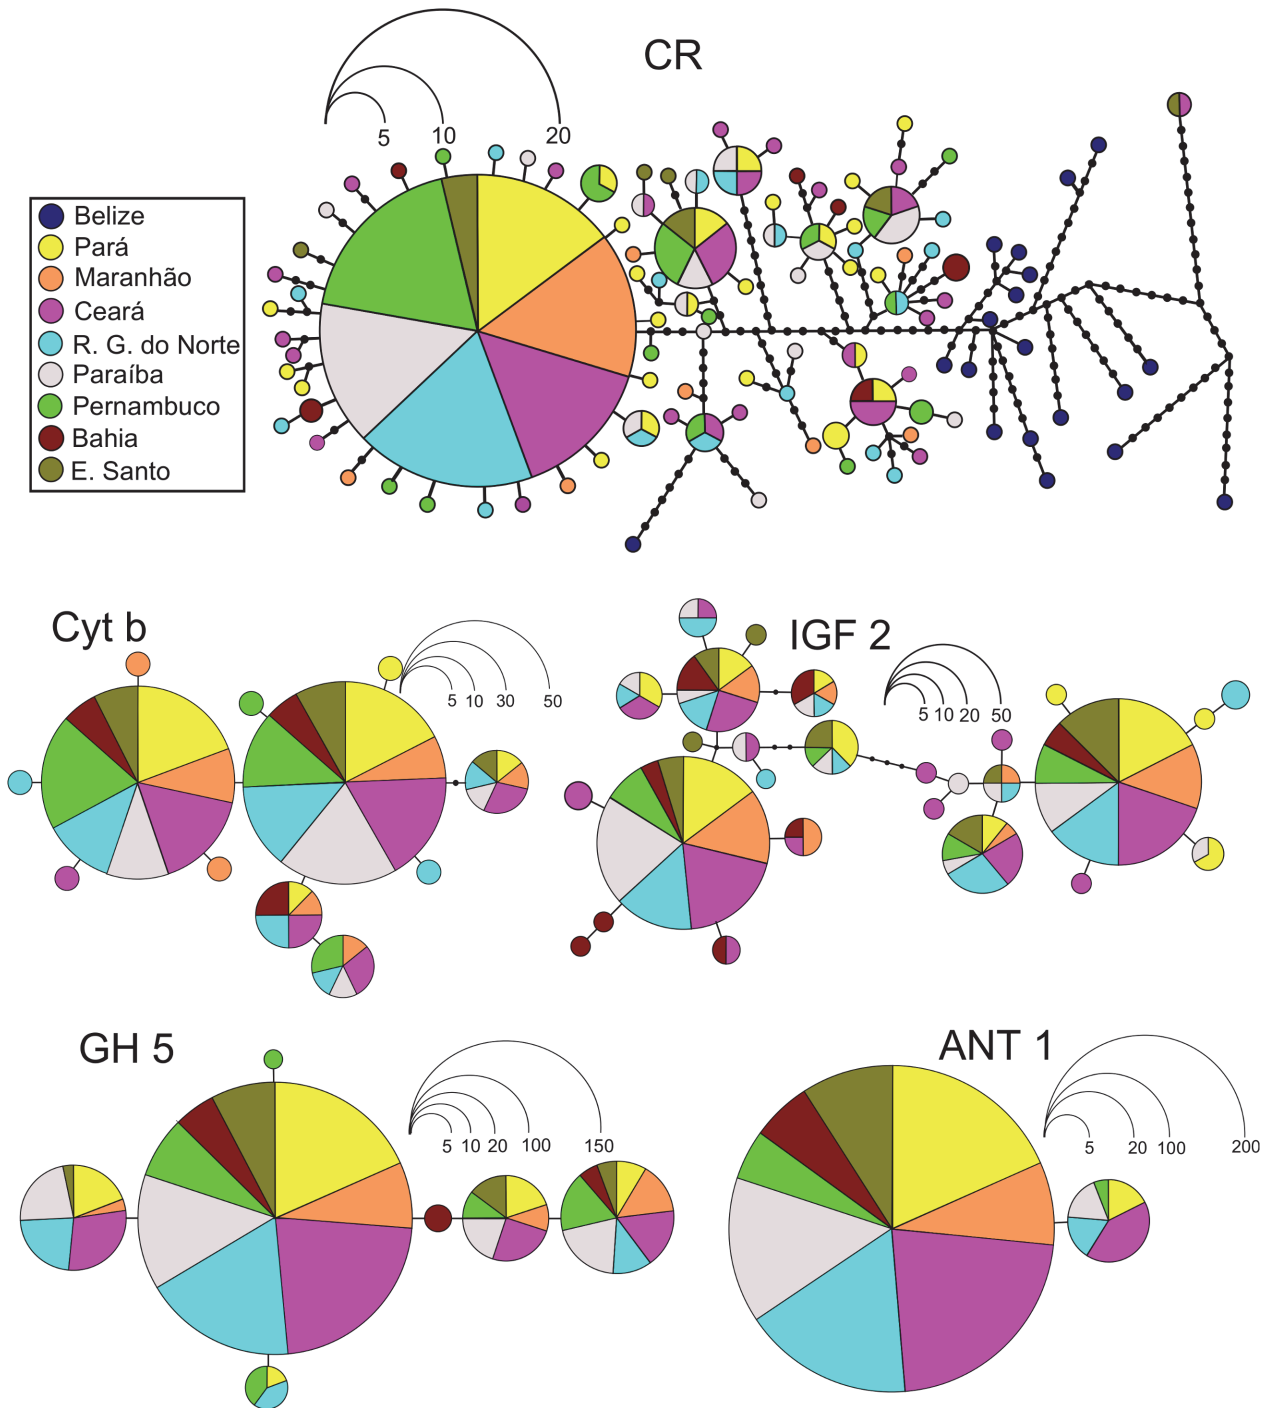 CR
5 10 20
Belize
Pará
Maranhão
Ceará
R. G. do Norte
Paraíba
Pernambuco
Bahia
E. Santo
Cyt b
5 10 30 50
IGF 2
5 10 20 50
GH 5
5 10 20 100 150
ANT 1
5 20 100 200